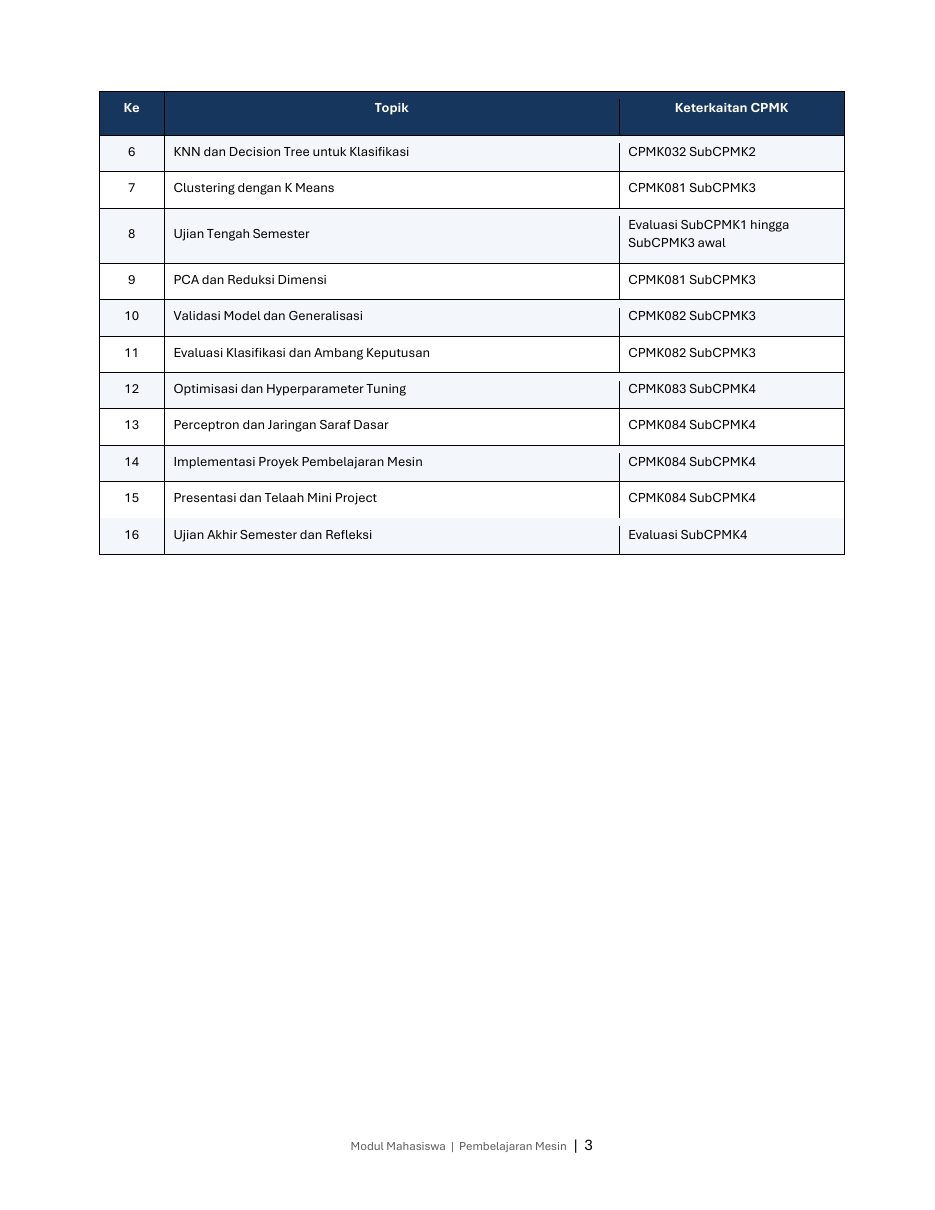 Ke Topik Keterkaitan CPMK
6 KNN dan Decision Tree untuk Klasifikasi CPMK032 SubCPMK2
7 Clustering dengan K Means CPMK081 SubCPMK3
8 Ujian Tengah Semester Evaluasi SubCPMK1 hingga
SubCPMK3 awal
9 PCA dan Reduksi Dimensi CPMK081 SubCPMK3
10 Validasi Model dan Generalisasi CPMK082 SubCPMK3
11 Evaluasi Klasifikasi dan Ambang Keputusan CPMK082 SubCPMK3
12 Optimisasi dan Hyperparameter Tuning CPMK083 SubCPMK4
13 Perceptron dan Jaringan Saraf Dasar CPMK084 SubCPMK4
14 Implementasi Proyek Pembelajaran Mesin CPMK084 SubCPMK4
15 Presentasi dan Telaah Mini Project CPMK084 SubCPMK4
16 Ujian Akhir Semester dan Refleksi Evaluasi SubCPMK4
Modul Mahasiswa | Pembelajaran Mesin | 3